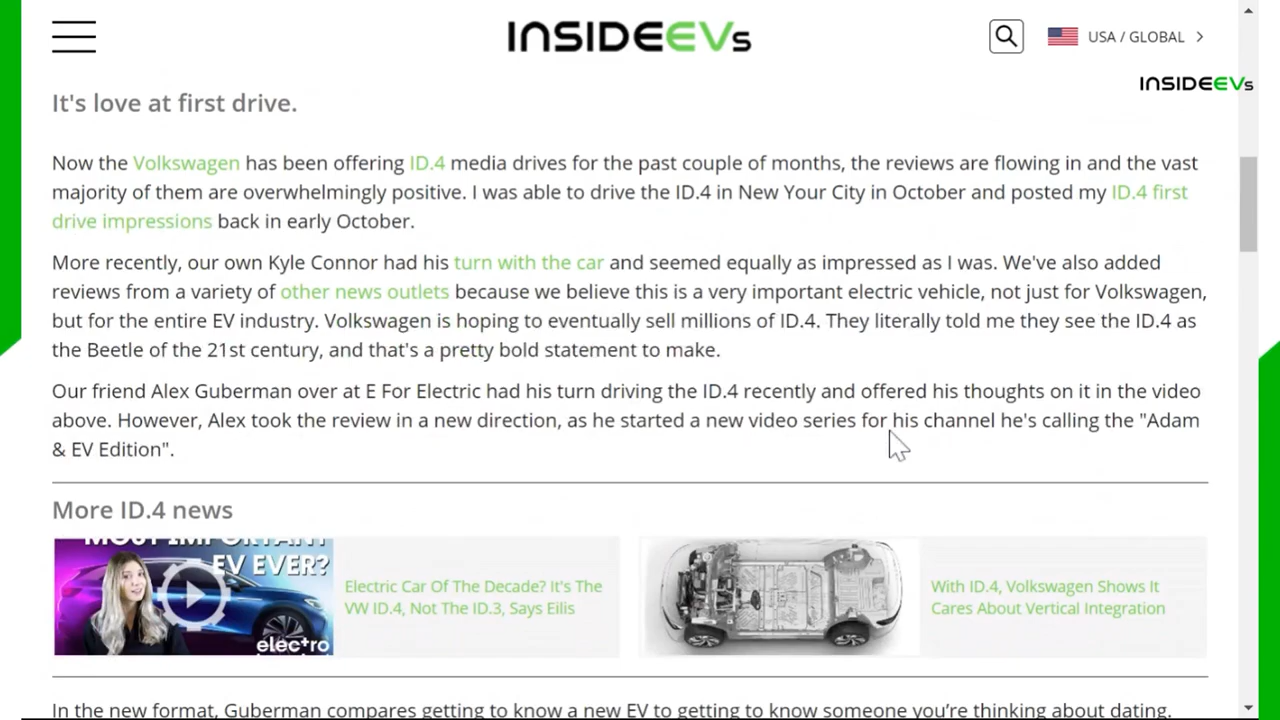 INSIDEEVs
USA / GLOBAL
INSIDEEVs
It's love at first drive.
Now the Volkswagen has been offering ID.4 media drives for the past couple of months, the reviews are flowing in and the vast
majority of them are overwhelmingly positive. I was able to drive the ID.4 in New Your City in October and posted my ID.4 first
drive impressions back in early October.
More recently, our own Kyle Connor had his turn with the car and seemed equally as impressed as I was. We've also added
reviews from a variety of other news outlets because we believe this is a very important electric vehicle, not just for Volkswagen,
but for the entire EV industry. Volkswagen is hoping to eventually sell millions of ID.4. They literally told me they see the ID.4 as
the Beetle of the 21st century, and that's a pretty bold statement to make.
Our friend Alex Guberman over at E For Electric had his turn driving the ID.4 recently and offered his thoughts on it in the video
above. However, Alex took the review in a new direction, as he started a new video series for his channel he's calling the "Adam
& EV Edition".
More ID.4 news
MOST IMPORTANT
EV EVER?
electro
Electric Car Of The Decade? It's The
VW ID.4, Not The ID.3, Says Eilis
With ID.4, Volkswagen Shows It
Cares About Vertical Integration
In the new format, Guberman compares getting to know a new EV to getting to know someone you're thinking about dating.